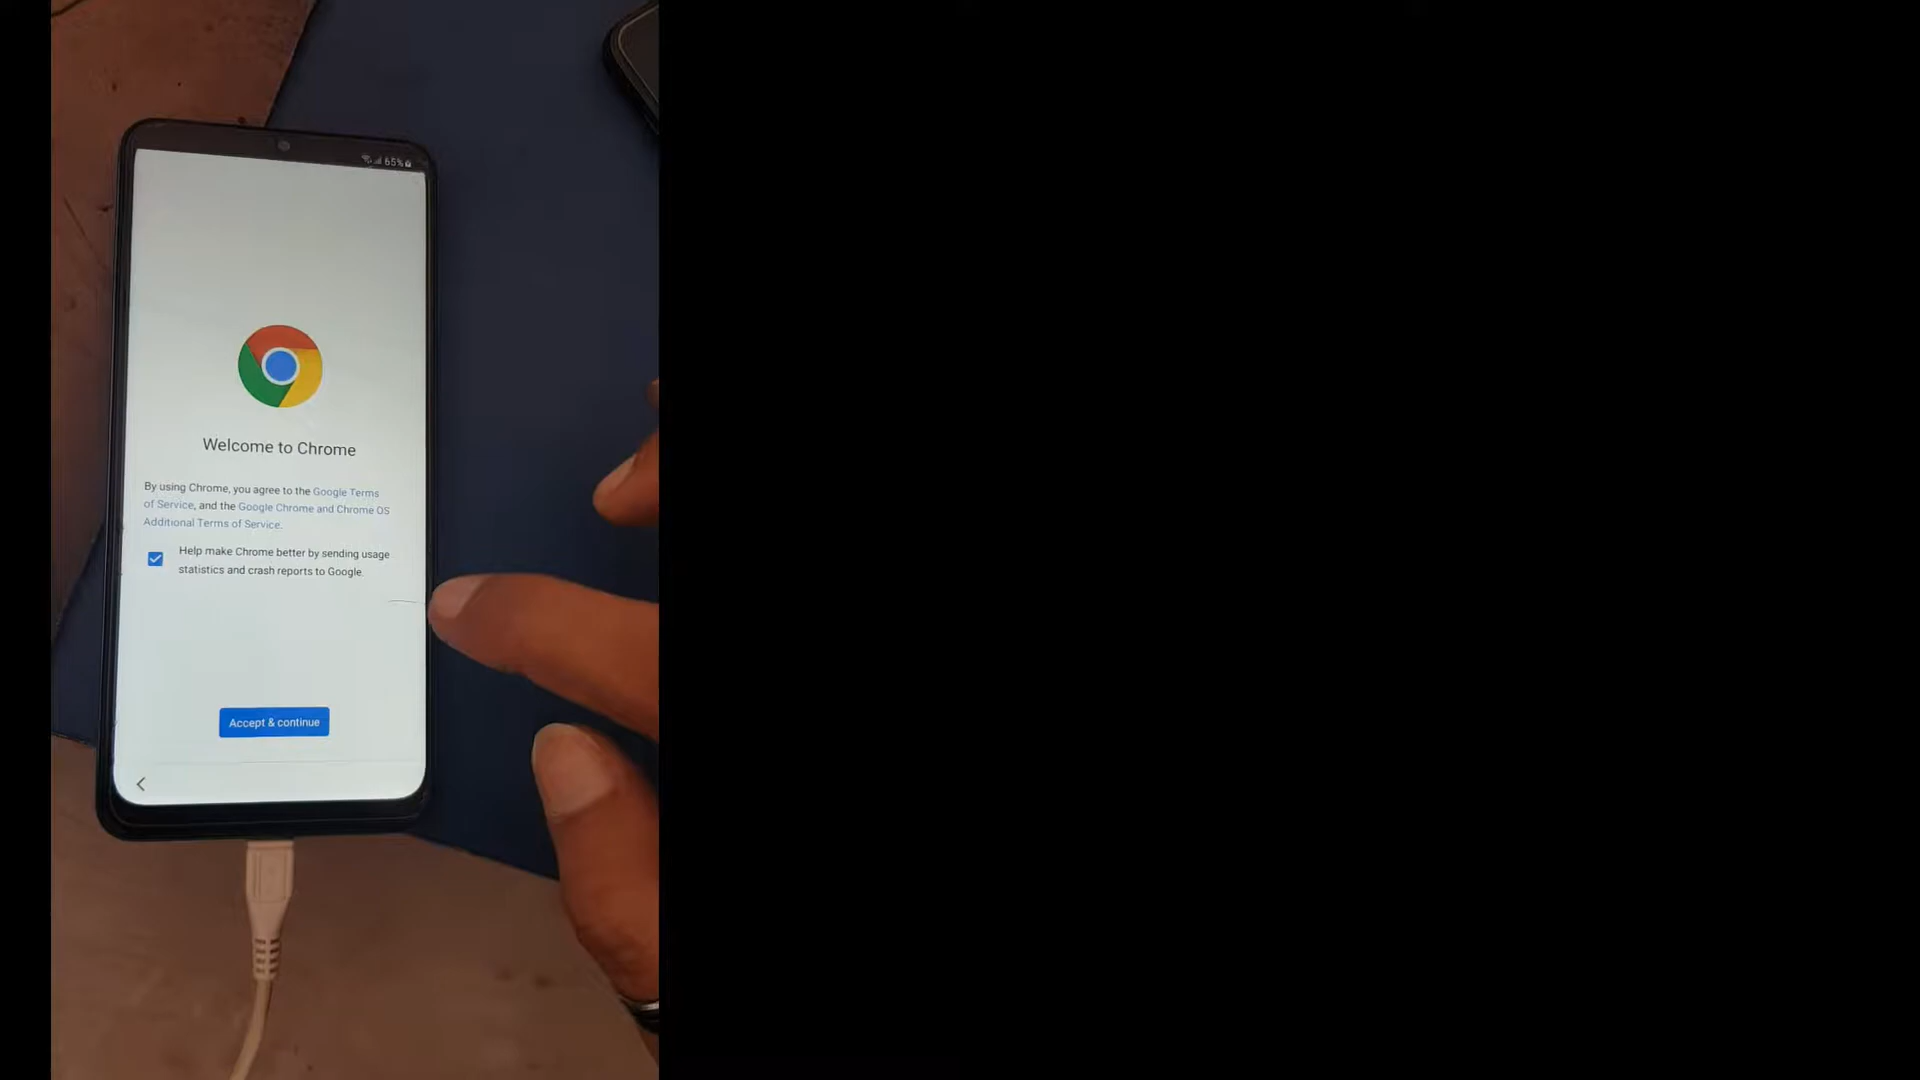 65%
Welcome to Chrome
By using Chrome, you agree to the Google Terms
of Service, and the Google Chrome and Chrome OS
Additional Terms of Service.
Help make Chrome better by sending usage
statistics and crash reports to Google.
Accept & continue